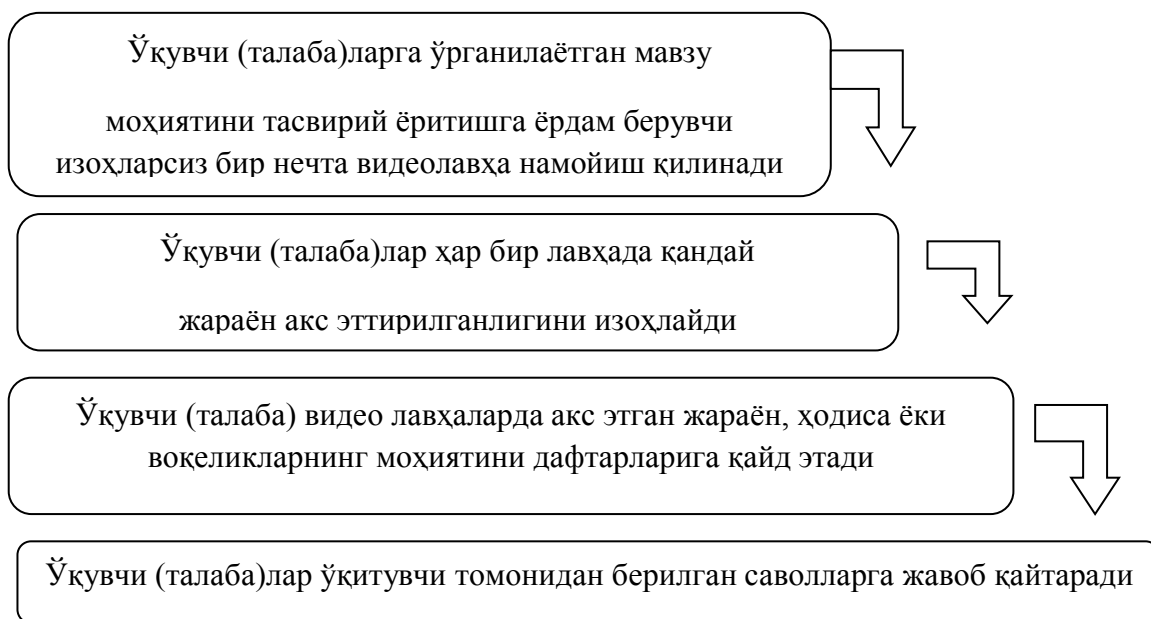 Ўқувчи (талаба)ларга ўрганилаётган мавзу
моҳиятини тасвирий ёритишга ёрдам берувчи
изоҳларсиз бир нечта видеолавҳа намойиш қилинади
Ўқувчи (талаба)лар ҳар бир лавҳада қандай
жараён акс эттирилганлигини изоҳлайди
Ўқувчи (талаба) видео лавҳаларда акс этган жараён, ҳодиса ёки
воқеликларнинг моҳиятини дафтарларига қайд этади
Ўқувчи (талаба)лар ўқитувчи томонидан берилган саволларга жавоб қайтаради